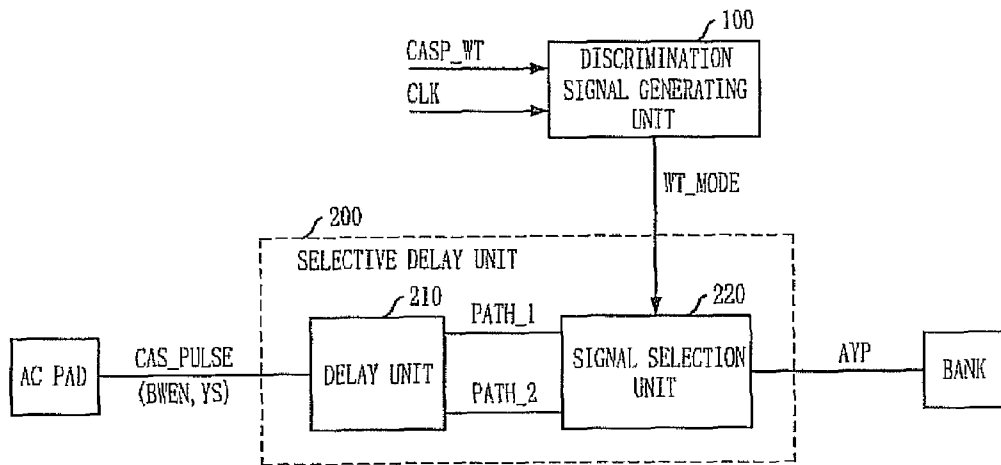 100
CASP_WT
CLK
DISCRIMINATION
SIGNAL GENERATING
UNIT
WT_MODE
200
SELECTIVE DELAY UNIT
210
220
AC PAD
CAS_PULSE
(BWEN, YS)
DELAY UNIT
PATH_1
PATH_2
SIGNAL SELECTION
UNIT
AYP
BANK